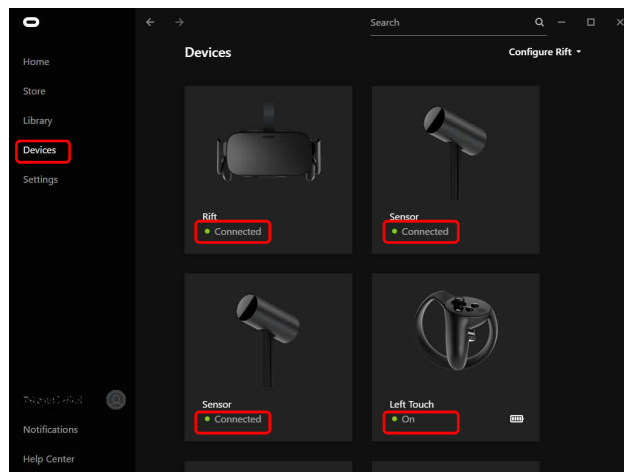 Search
Devices
Configure Rift
Home
Store
Library
Devices
Settings
Rift
Connected
Sensor
Connected
Sensor
Connected
Left Touch
On
Notifications
Help Center